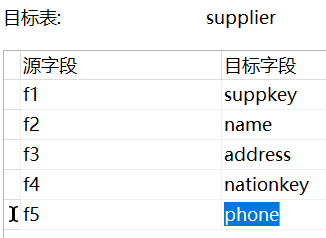 目标表: supplier
源字段 目标字段
f1 suppkey
f2 name
f3 address
f4 nationkey
f5 phone